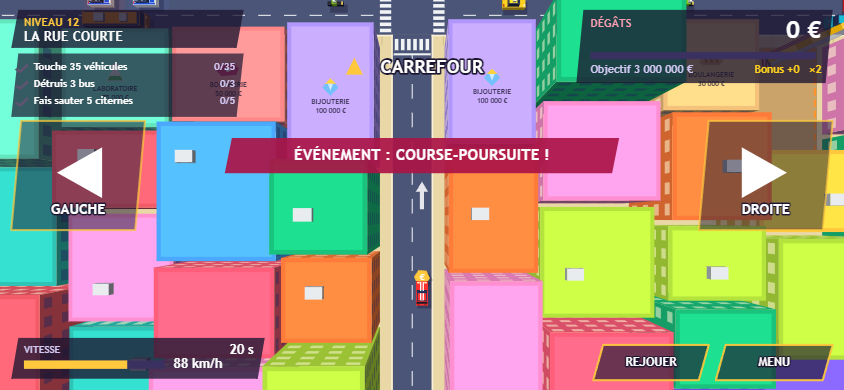 NIVEAU 12
LA RUE COURTE
Touche 35 véhicules 0/35
Détruis 3 bus 0/3
Fais sauter 5 citernes 0/5
DÉGÂTS
0 €
Objectif 3 000 000 €
Bonus +0 ×2
CARREFOUR
BIJOUTERIE
100 000 €
BIJOUTERIE
100 000 €
BOULANGERIE
30 000 €
LABORATOIRE
ÉVÉNEMENT : COURSE-POURSUITE !
GAUCHE
DROITE
VITESSE
20 s
88 km/h
REJOUER
MENU